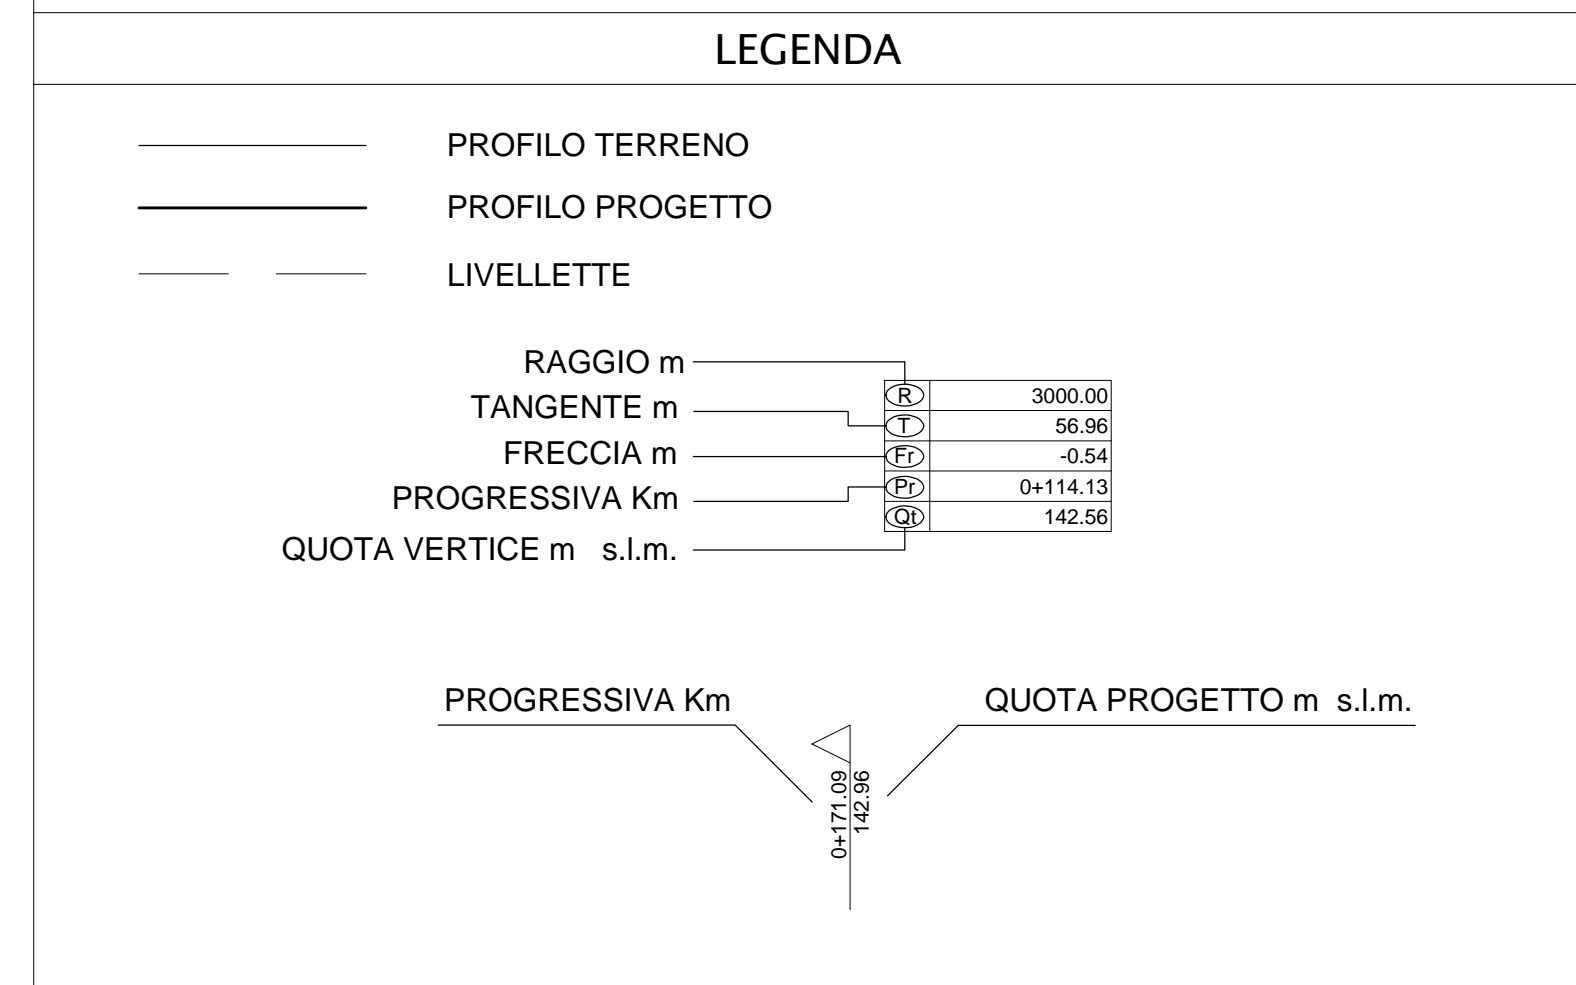 LEGENDA
PROFILO TERRENO
PROFILO PROGETTO
LIVELLETTE
RAGGIO m
TANGENTE m
FRECCIA m
PROGRESSIVA Km
QUOTA VERTICE m s.l.m.
R 3000.00
T 56.96
Fr -0.54
Pr 0+114.13
Qt 142.56
PROGRESSIVA Km
QUOTA PROGETTO m s.l.m.
0+171.09
142.96